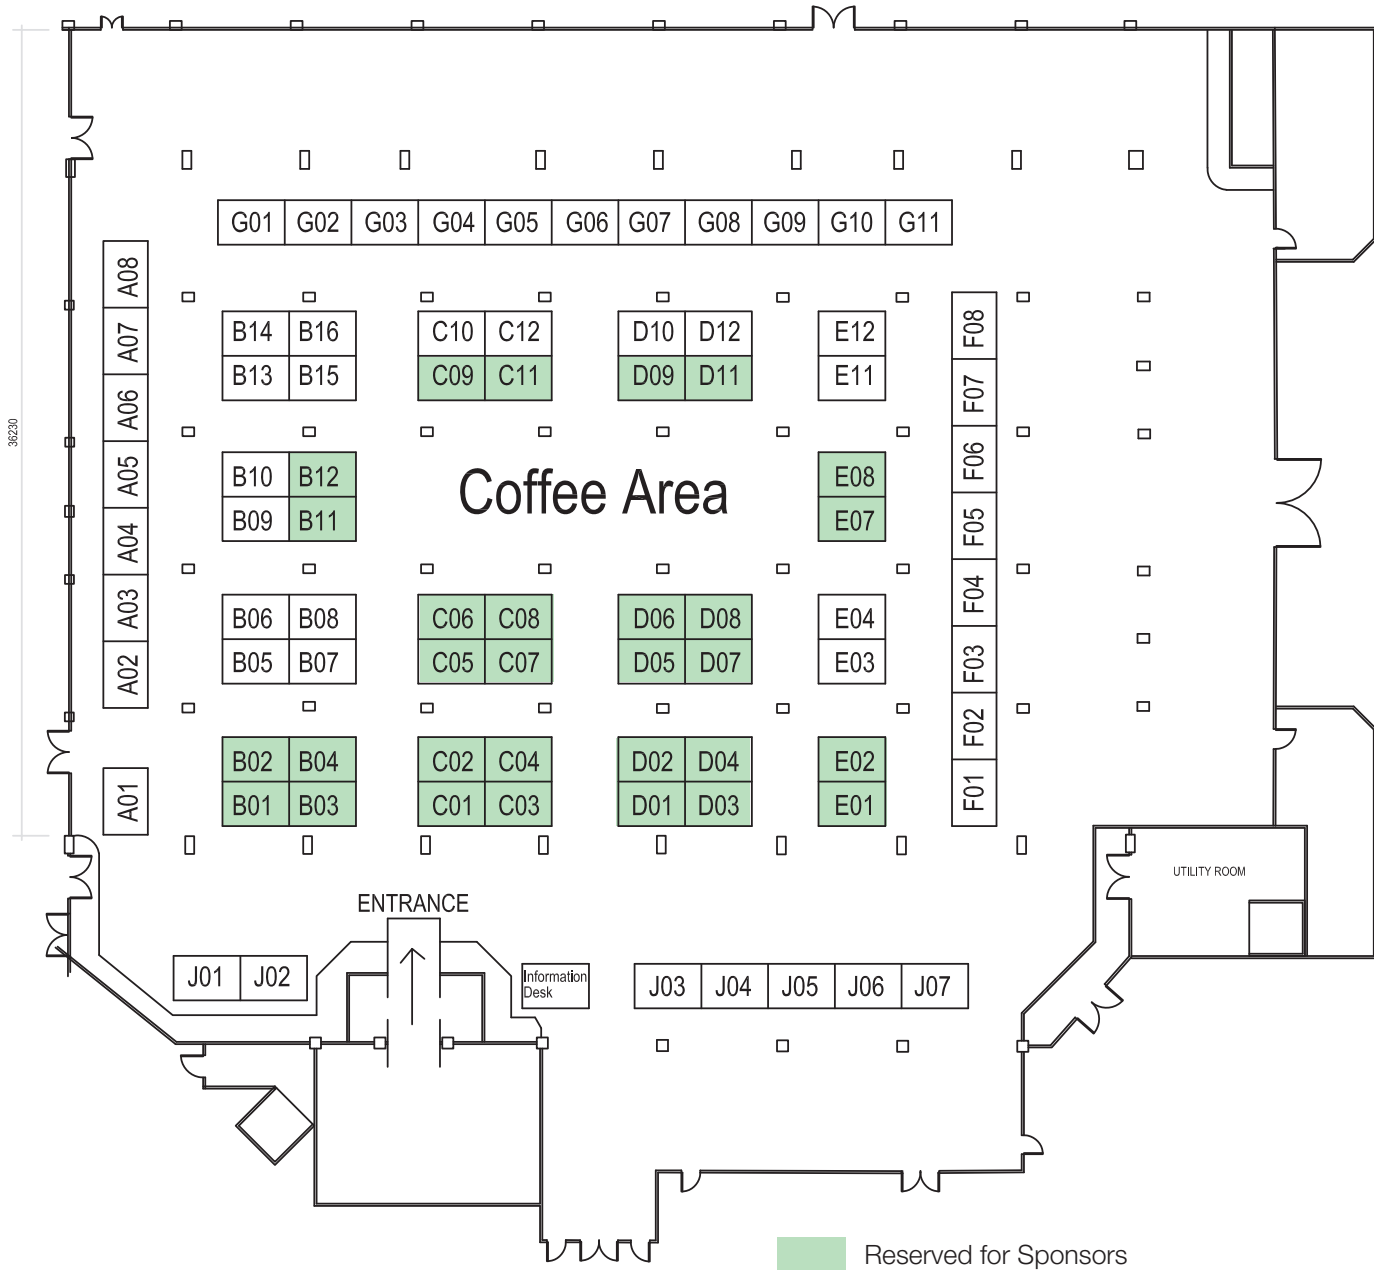 G01 G02 G03 G04 G05 G06 G07 G08 G09 G10 G11
A08
A07
A06
A05
A04
A03
A02
A01
36230
B14 B16
B13 B15
C10 C12
C09 C11
D10 D12
D09 D11
E12
E11
F08
F07
F06
F05
F04
F03
F02
F01
B10 B12
B09 B11
Coffee Area
E08
E07
B06 B08
B05 B07
C06 C08
C05 C07
D06 D08
D05 D07
E04
E03
B02 B04
B01 B03
C02 C04
C01 C03
D02 D04
D01 D03
E02
E01
UTILITY ROOM
ENTRANCE
J01 J02
Information
Desk
J03 J04 J05 J06 J07
Reserved for Sponsors